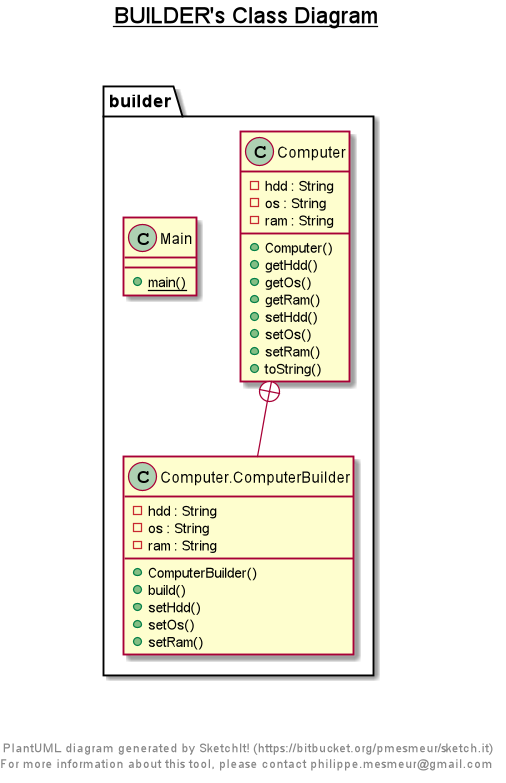 BUILDER's Class Diagram
builder
C Computer
hdd : String
os : String
ram : String
Computer()
getHdd()
getOs()
getRam()
setHdd()
setOs()
setRam()
toString()
C Main
main()
C Computer.ComputerBuilder
hdd : String
os : String
ram : String
ComputerBuilder()
build()
setHdd()
setOs()
setRam()
PlantUML diagram generated by SketchIt! (https://bitbucket.org/pmesmeur/sketch.it)
For more information about this tool, please contact philippe.mesmeur@gmail.com